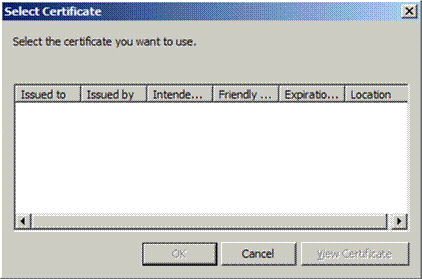 Select Certificate
Select the certificate you want to use.
Issued to Issued by Intende... Friendly ... Expiratio... Location
OK Cancel View Certificate